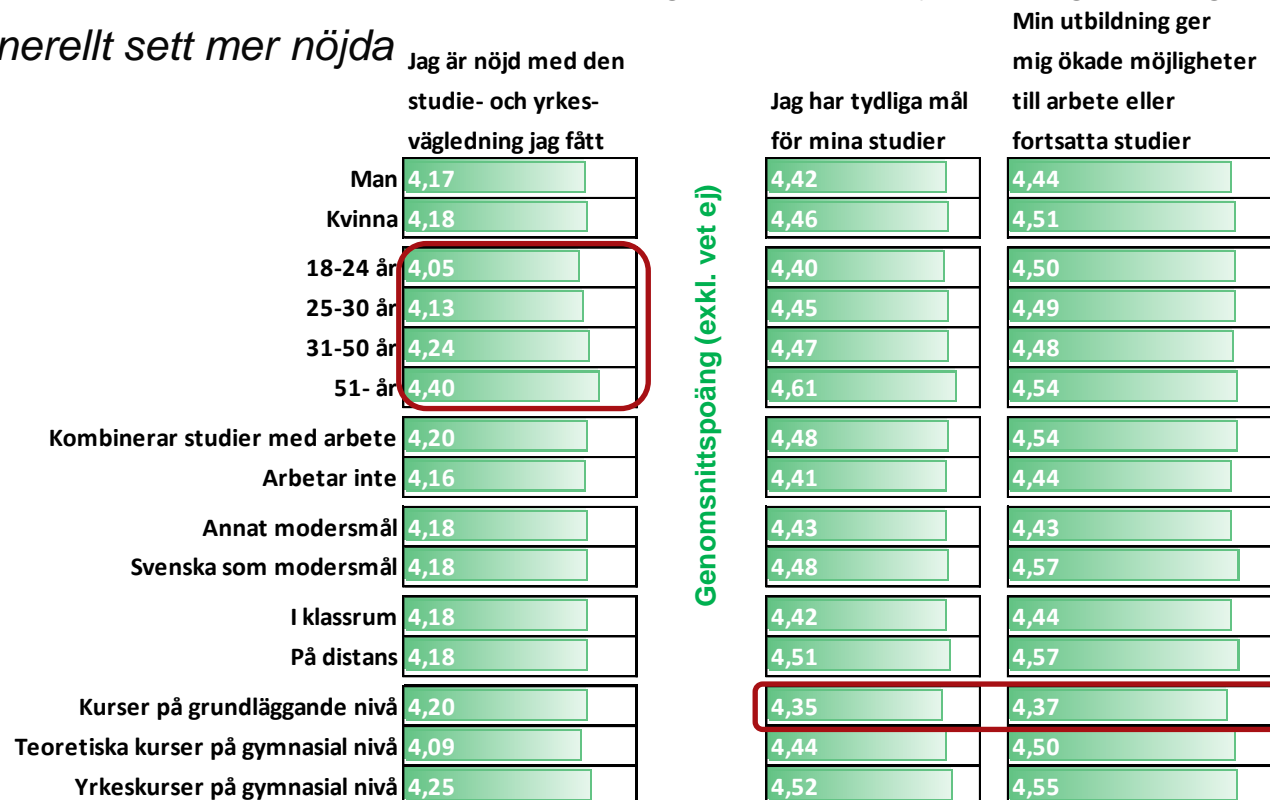 nerellt sett mer nöjda
Jag är nöjd med den
studie- och yrkes-
vägledning jag fått
Jag har tydliga mål
för mina studier
Min utbildning ger
mig ökade möjligheter
till arbete eller
fortsatta studier
Genomsnittspoäng (exkl. vet ej)
Man 4,17 4,42 4,44
Kvinna 4,18 4,46 4,51
18-24 år 4,05 4,40 4,50
25-30 år 4,13 4,45 4,49
31-50 år 4,24 4,47 4,48
51- år 4,40 4,61 4,54
Kombinerar studier med arbete 4,20 4,48 4,54
Arbetar inte 4,16 4,41 4,44
Annat modersmål 4,18 4,43 4,43
Svenska som modersmål 4,18 4,48 4,57
I klassrum 4,18 4,42 4,44
På distans 4,18 4,51 4,57
Kurser på grundläggande nivå 4,20 4,35 4,37
Teoretiska kurser på gymnasial nivå 4,09 4,44 4,50
Yrkeskurser på gymnasial nivå 4,25 4,52 4,55